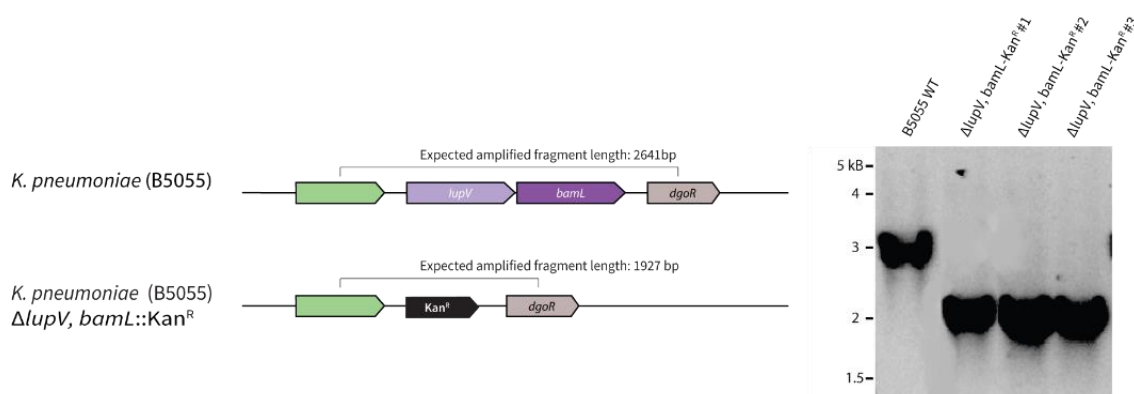 K. pneumoniae (B5055)
Expected amplified fragment length: 2641bp
lupV
bamL
dgoR
K. pneumoniae (B5055)
ΔlupV, bamL::Kanᴿ
Expected amplified fragment length: 1927 bp
Kanᴿ
dgoR
B5055 WT
ΔlupV, bamL-Kanᴿ#1
ΔlupV, bamL-Kanᴿ#2
ΔlupV, bamL-Kanᴿ#3
5 kB
4
3
2
1.5